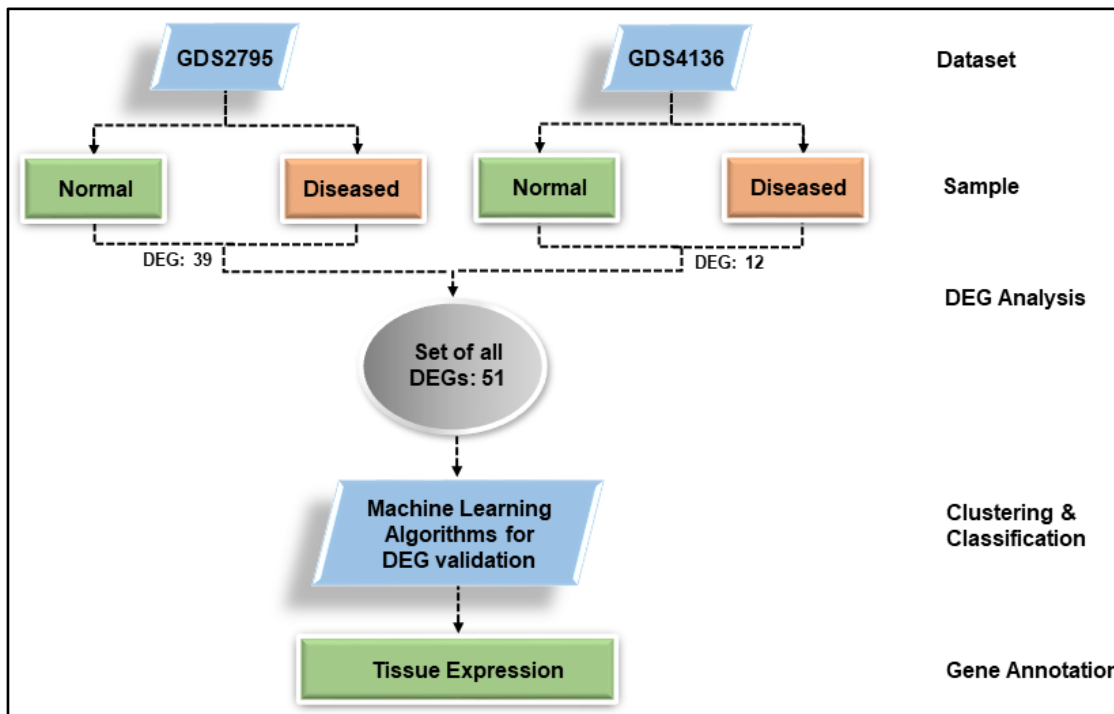 GDS2795
GDS4136
Dataset
Normal
Diseased
Normal
Diseased
Sample
DEG: 39
DEG: 12
DEG Analysis
Set of all
DEGs: 51
Machine Learning
Algorithms for
DEG validation
Clustering &
Classification
Tissue Expression
Gene Annotation